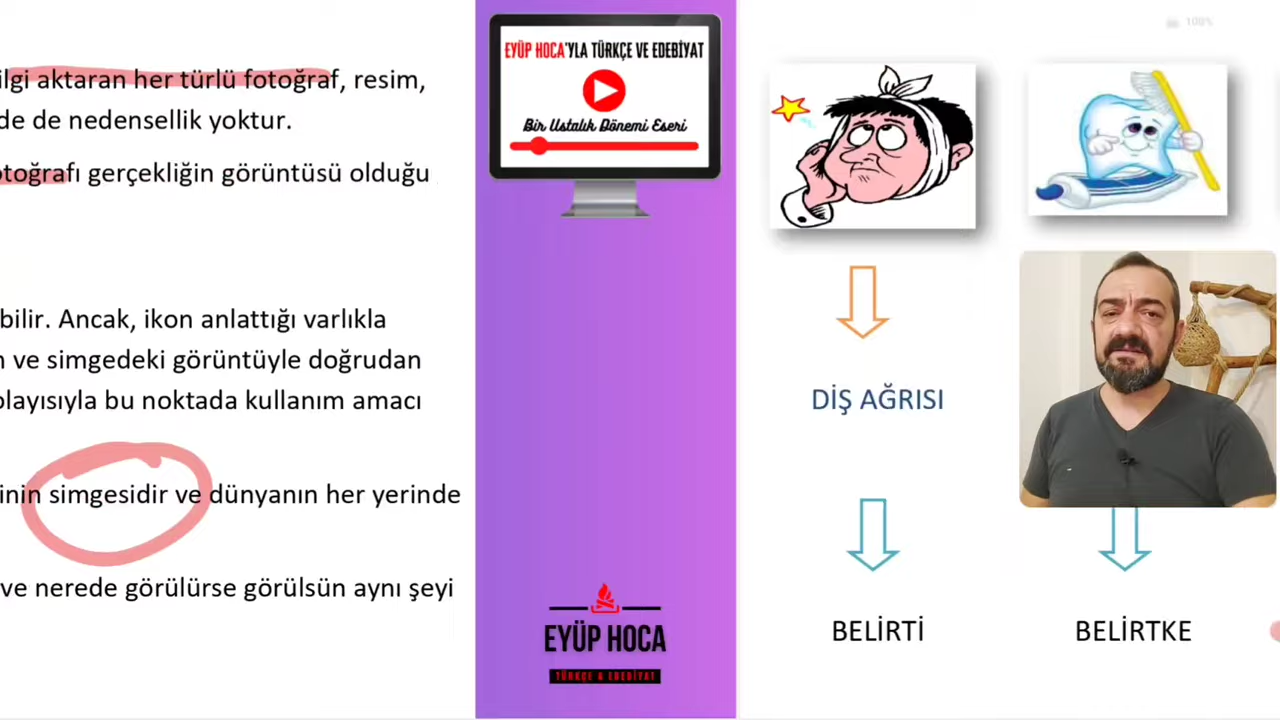 ilgi aktaran her türlü fotoğraf, resim,
de de nedensellik yoktur.
otoğrafı gerçekliğin görüntüsü olduğu
bilir. Ancak, ikon anlattığı varlıkla
n ve simgedeki görüntüyle doğrudan
olayısıyla bu noktada kullanım amacı
inin simgesidir ve dünyanın her yerinde
ve nerede görülürse görülsün aynı şeyi
EYÜP HOCA'YLA TÜRKÇE VE EDEBİYAT
Bir Ustalık Dönemi Eseri
EYÜP HOCA
TÜRKÇE & EDEBİYAT
100%
DİŞ AĞRISI
BELİRTİ
BELİRTKE